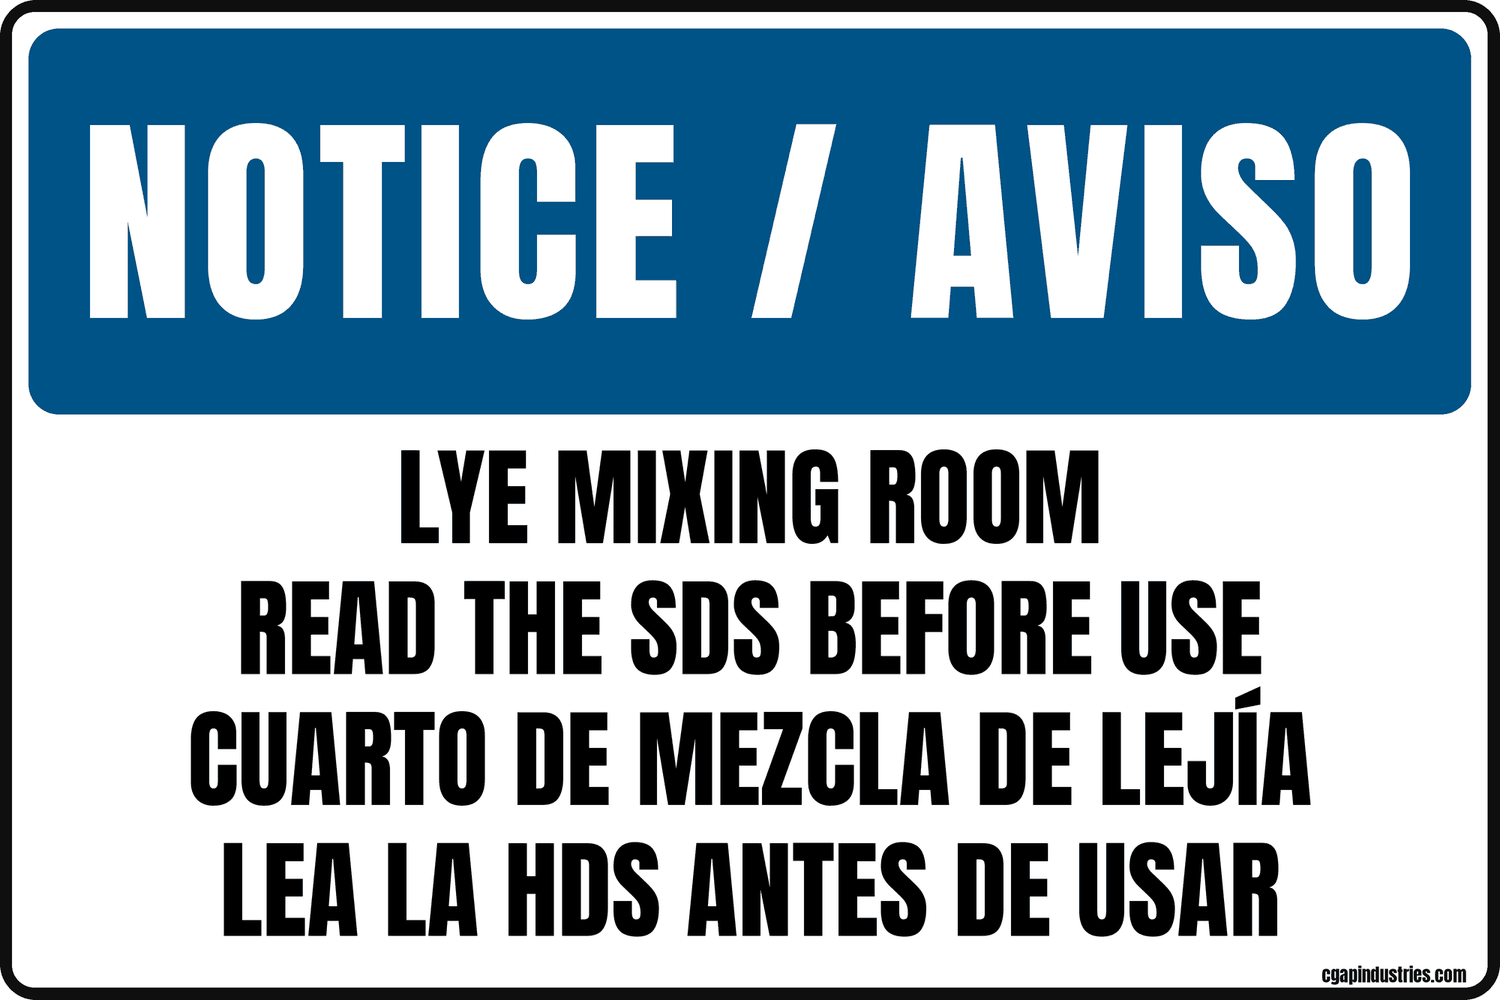 NOTICE / AVISO
LYE MIXING ROOM
READ THE SDS BEFORE USE
CUARTO DE MEZCLA DE LEJÍA
LEA LA HDS ANTES DE USAR
cgapindustries.com